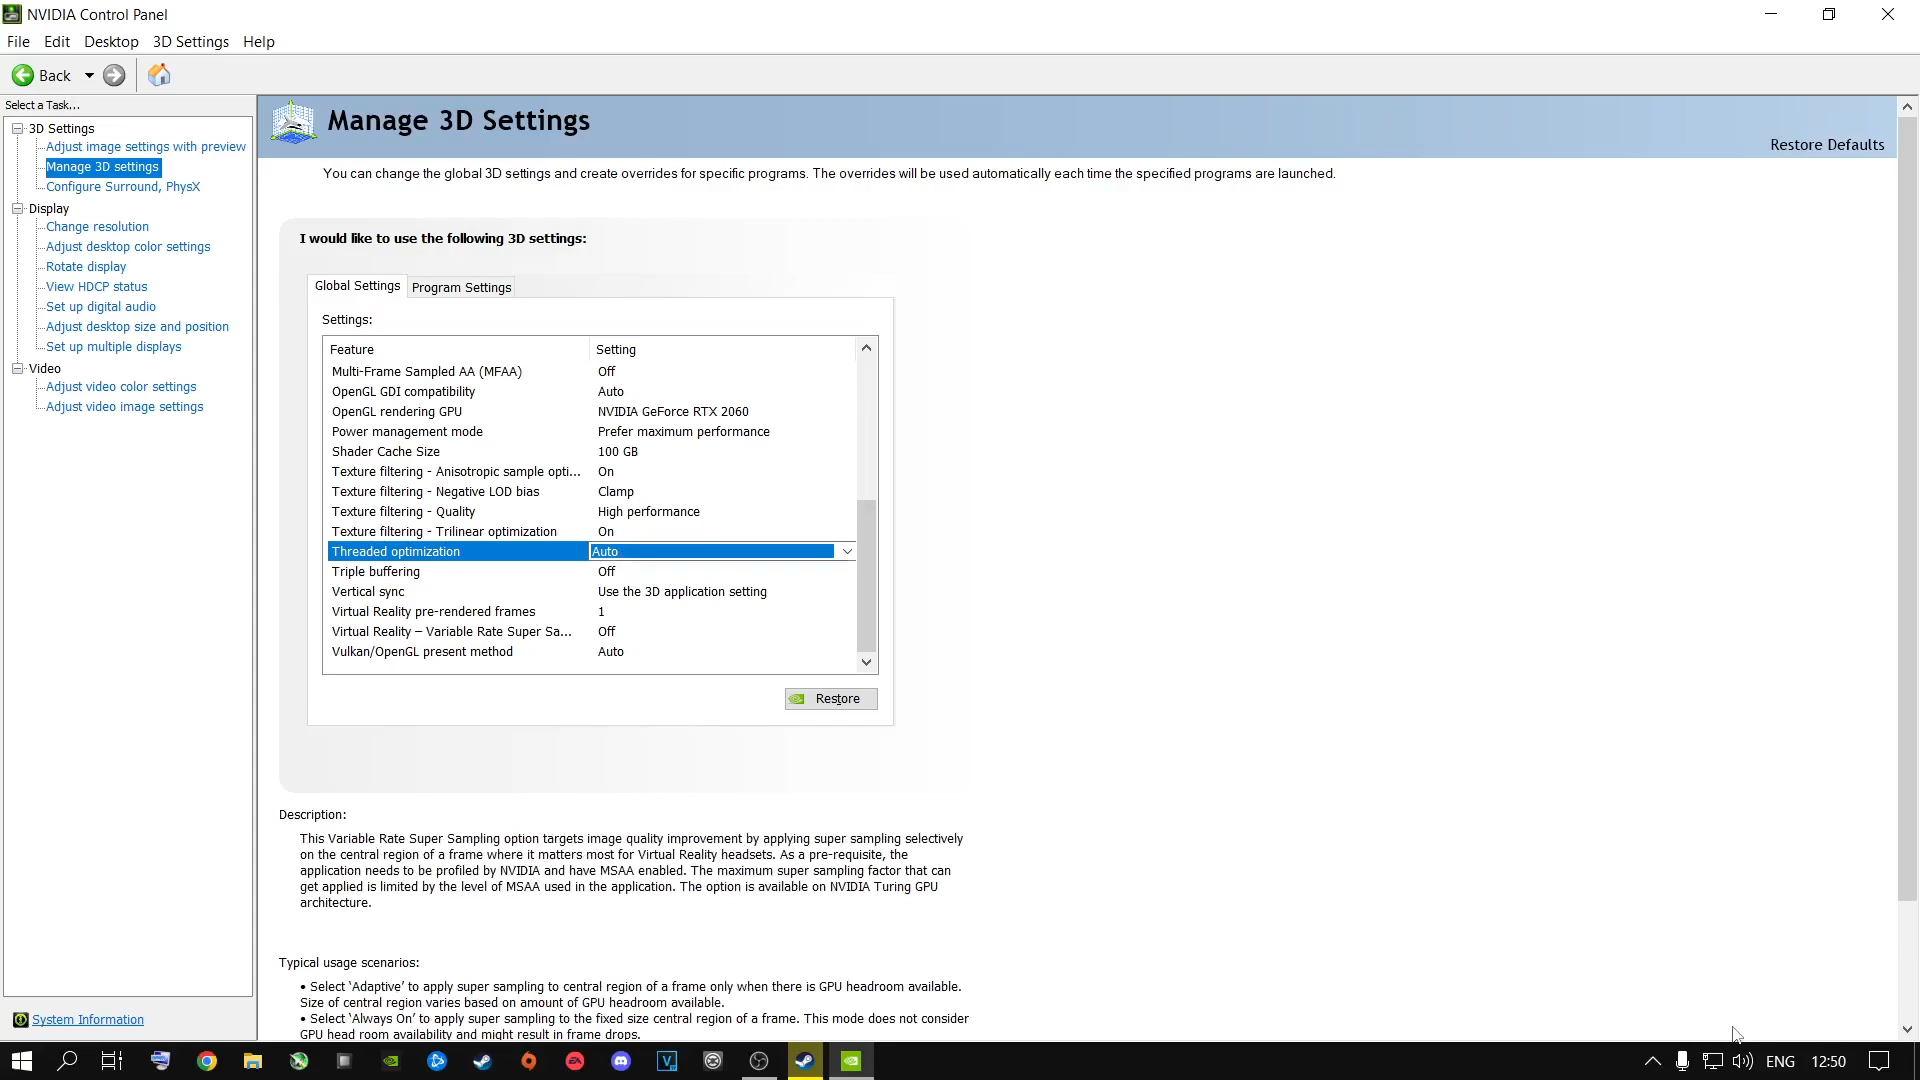 NVIDIA Control Panel
File Edit Desktop 3D Settings Help
Back
Select a Task...
3D Settings
Adjust image settings with preview
Manage 3D settings
Configure Surround, PhysX
Display
Change resolution
Adjust desktop color settings
Rotate display
View HDCP status
Set up digital audio
Adjust desktop size and position
Set up multiple displays
Video
Adjust video color settings
Adjust video image settings
System Information
Manage 3D Settings
Restore Defaults
You can change the global 3D settings and create overrides for specific programs. The overrides will be used automatically each time the specified programs are launched.
I would like to use the following 3D settings:
Global Settings Program Settings
Settings:
Feature Setting
Multi-Frame Sampled AA (MFAA) Off
OpenGL GDI compatibility Auto
OpenGL rendering GPU NVIDIA GeForce RTX 2060
Power management mode Prefer maximum performance
Shader Cache Size 100 GB
Texture filtering - Anisotropic sample opti... On
Texture filtering - Negative LOD bias Clamp
Texture filtering - Quality High performance
Texture filtering - Trilinear optimization On
Threaded optimization Auto
Triple buffering Off
Vertical sync Use the 3D application setting
Virtual Reality pre-rendered frames 1
Virtual Reality – Variable Rate Super Sa... Off
Vulkan/OpenGL present method Auto
Restore
Description:
This Variable Rate Super Sampling option targets image quality improvement by applying super sampling selectively
on the central region of a frame where it matters most for Virtual Reality headsets. As a pre-requisite, the
application needs to be profiled by NVIDIA and have MSAA enabled. The maximum super sampling factor that can
get applied is limited by the level of MSAA used in the application. The option is available on NVIDIA Turing GPU
architecture.
Typical usage scenarios:
• Select ‘Adaptive’ to apply super sampling to central region of a frame only when there is GPU headroom available.
Size of central region varies based on amount of GPU headroom available.
• Select ‘Always On’ to apply super sampling to the fixed size central region of a frame. This mode does not consider
GPU head room availability and might result in frame drops.
EA
V
ENG 12:50